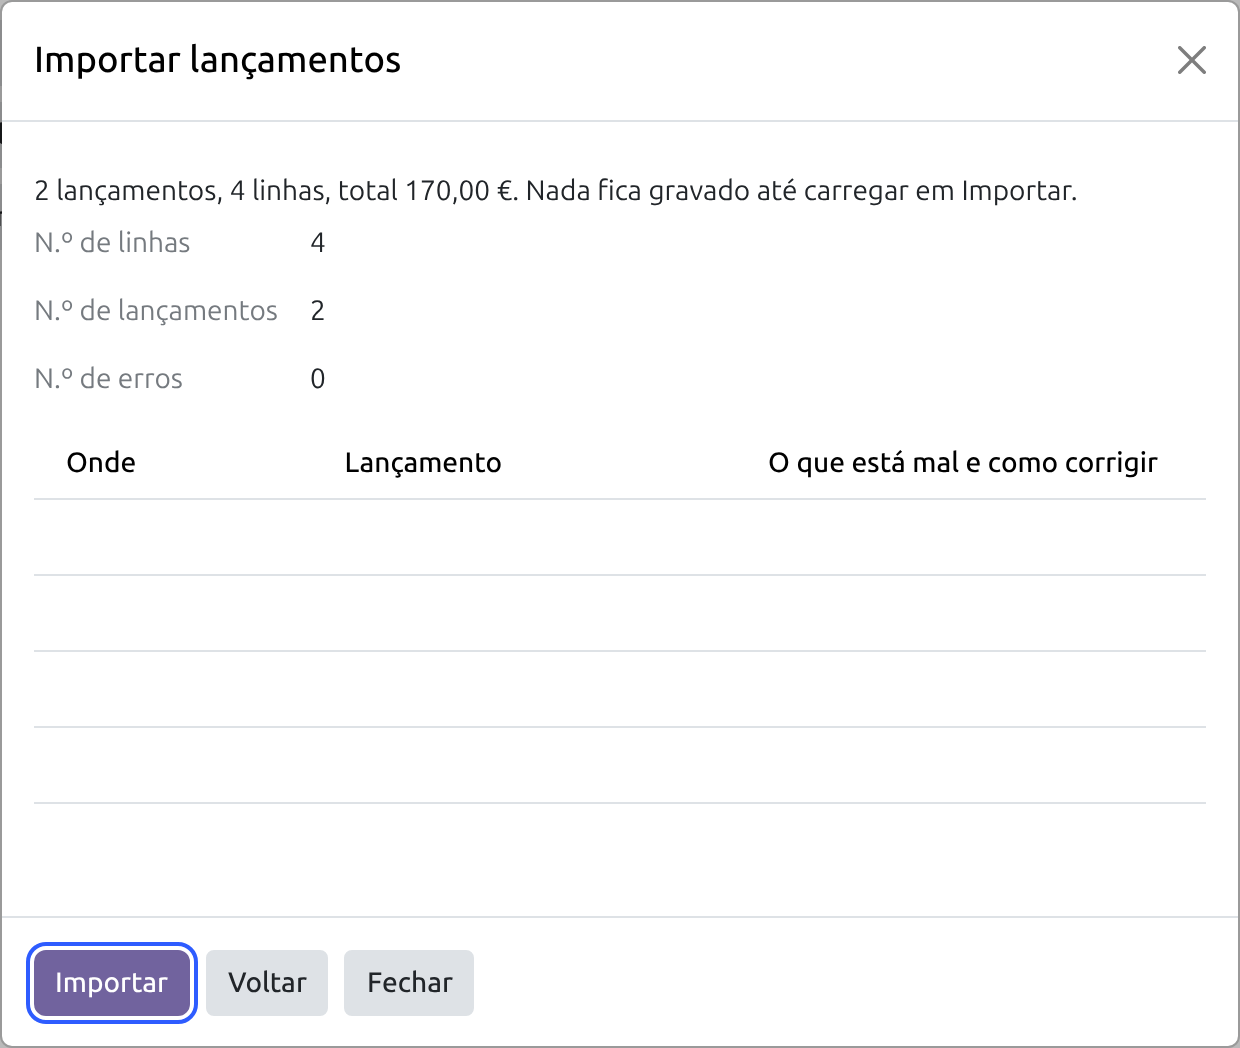 Importar lançamentos
2 lançamentos, 4 linhas, total 170,00 €. Nada fica gravado até carregar em Importar.
N.º de linhas 4
N.º de lançamentos 2
N.º de erros 0
Onde Lançamento O que está mal e como corrigir
Importar Voltar Fechar